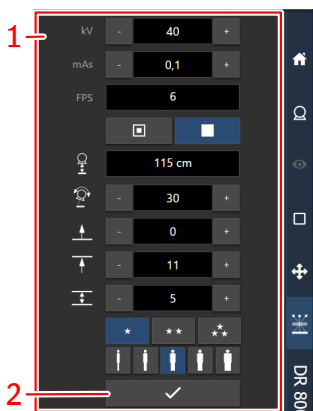 1
kV - 40 +
mAs - 0,1 +
FPS 6
115 cm
- 30 +
- 0 +
- 11 +
- 5 +
2
DR 80